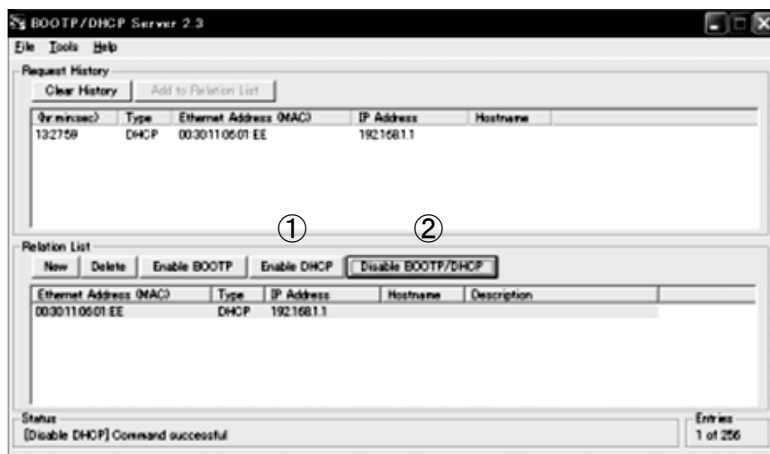 BOOTP/DHCP Server 2.3
File Tools Help
Request History
Clear History Add to Relation List
(hr:min:sec) Type Ethernet Address (MAC) IP Address Hostname
13:27:59 DHCP 00:30:11:06:01:EE 192.168.1.1
① ②
Relation List
New Delete Enable BOOTP Enable DHCP Disable BOOTP/DHCP
Ethernet Address (MAC) Type IP Address Hostname Description
00:30:11:06:01:EE DHCP 192.168.1.1
Status Entries
[Disable DHCP] Command successful 1 of 256